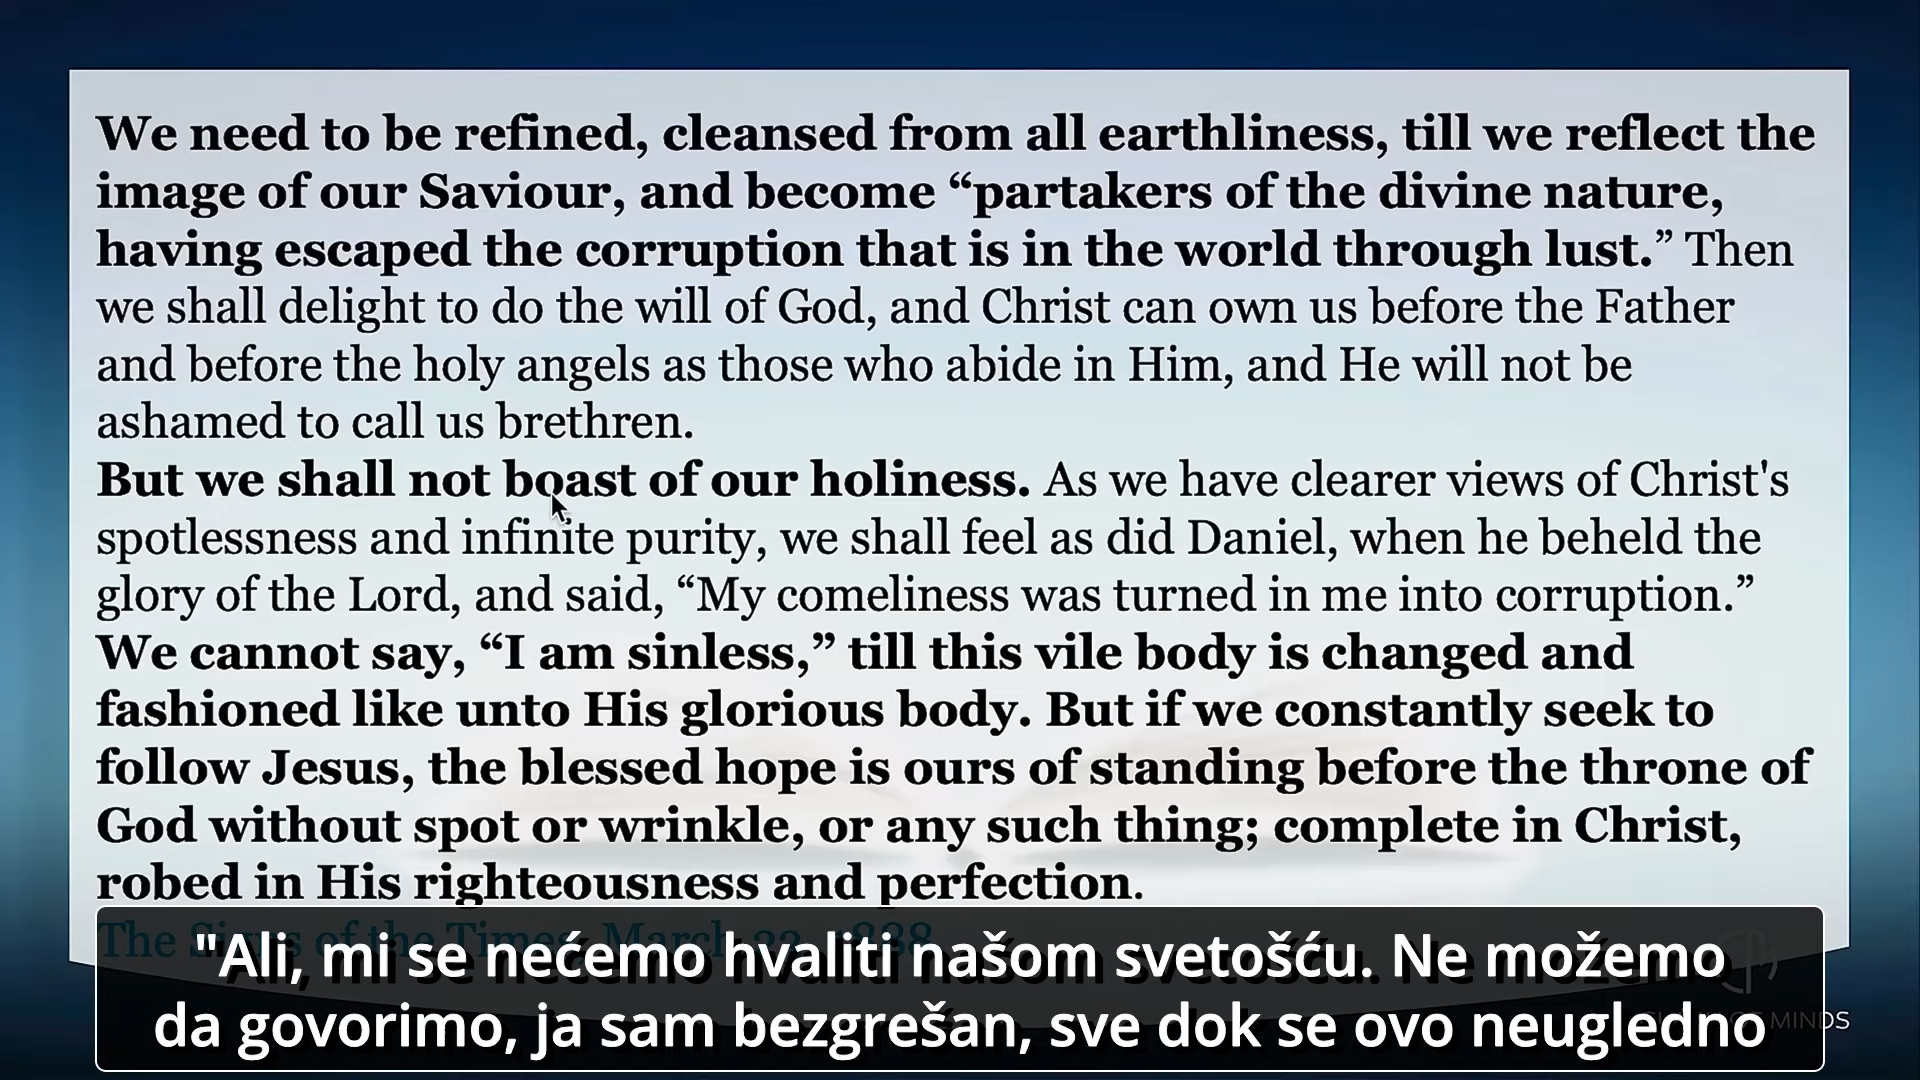 We need to be refined, cleansed from all earthliness, till we reflect the
image of our Saviour, and become “partakers of the divine nature,
having escaped the corruption that is in the world through lust.” Then
we shall delight to do the will of God, and Christ can own us before the Father
and before the holy angels as those who abide in Him, and He will not be
ashamed to call us brethren.
But we shall not boast of our holiness. As we have clearer views of Christ's
spotlessness and infinite purity, we shall feel as did Daniel, when he beheld the
glory of the Lord, and said, “My comeliness was turned in me into corruption.”
We cannot say, “I am sinless,” till this vile body is changed and
fashioned like unto His glorious body. But if we constantly seek to
follow Jesus, the blessed hope is ours of standing before the throne of
God without spot or wrinkle, or any such thing; complete in Christ,
robed in His righteousness and perfection.
The Signs of the Times, March 23, 1888
"Ali, mi se nećemo hvaliti našom svetošću. Ne možemo
da govorimo, ja sam bezgrešan, sve dok se ovo neugledno
MINDS